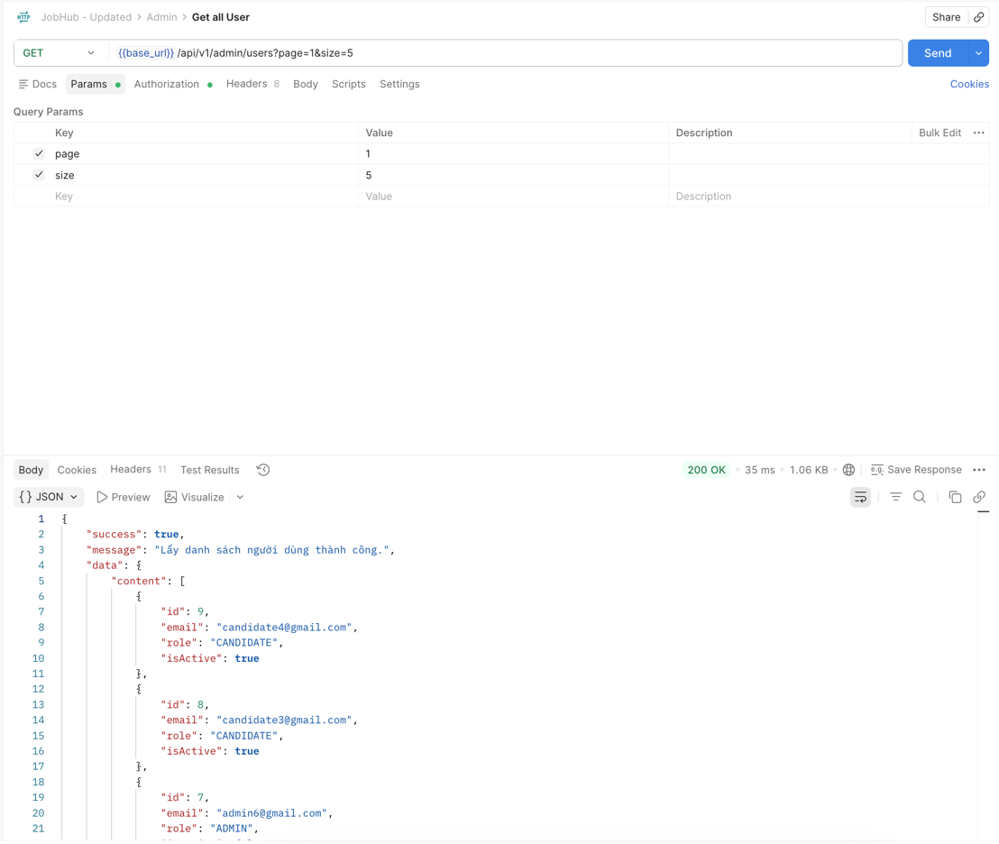 HTTP JobHub - Updated > Admin > Get all User Share
GET {{base_url}} /api/v1/admin/users?page=1&size=5 Send
Docs Params Authorization Headers 8 Body Scripts Settings Cookies
Query Params
Key Value Description Bulk Edit
page 1
size 5
Key Value Description
Body Cookies Headers 11 Test Results 200 OK 35 ms 1.06 KB e.g. Save Response
{} JSON Preview Visualize
1 {
2 "success": true,
3 "message": "Lấy danh sách người dùng thành công.",
4 "data": {
5 "content": [
6 {
7 "id": 9,
8 "email": "candidate4@gmail.com",
9 "role": "CANDIDATE",
10 "isActive": true
11 },
12 {
13 "id": 8,
14 "email": "candidate3@gmail.com",
15 "role": "CANDIDATE",
16 "isActive": true
17 },
18 {
19 "id": 7,
20 "email": "admin6@gmail.com",
21 "role": "ADMIN",